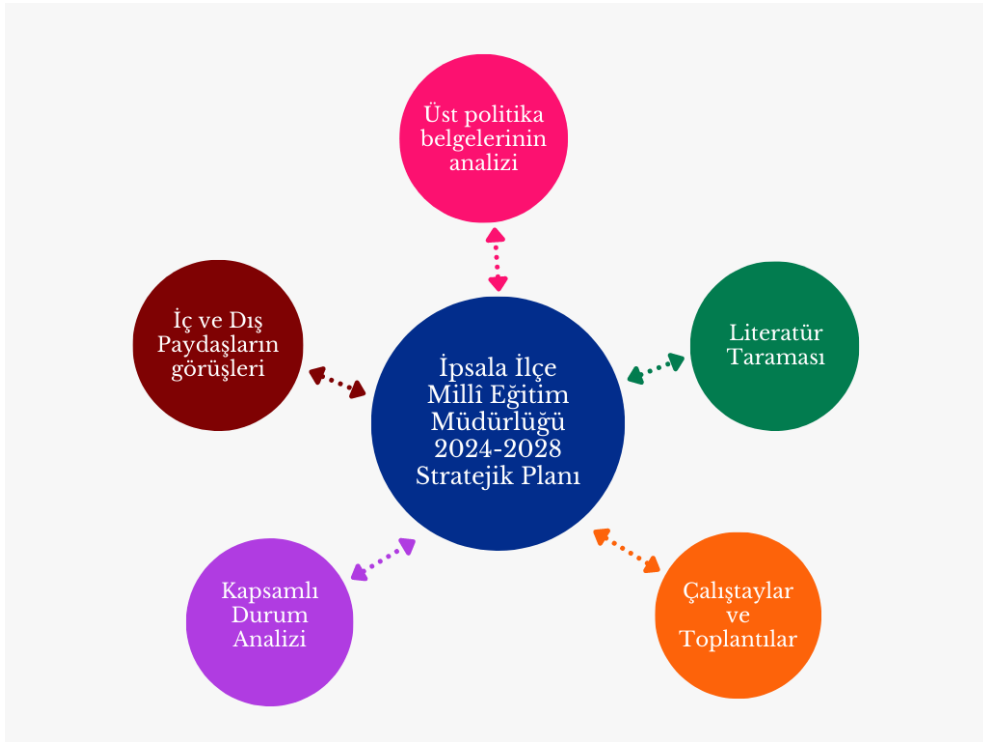 Üst politika
belgelerinin
analizi
İç ve Dış
Paydaşların
görüşleri
Literatür
Taraması
İpsala İlçe
Millî Eğitim
Müdürlüğü
2024-2028
Stratejik Planı
Kapsamlı
Durum
Analizi
Çalıştaylar
ve
Toplantılar